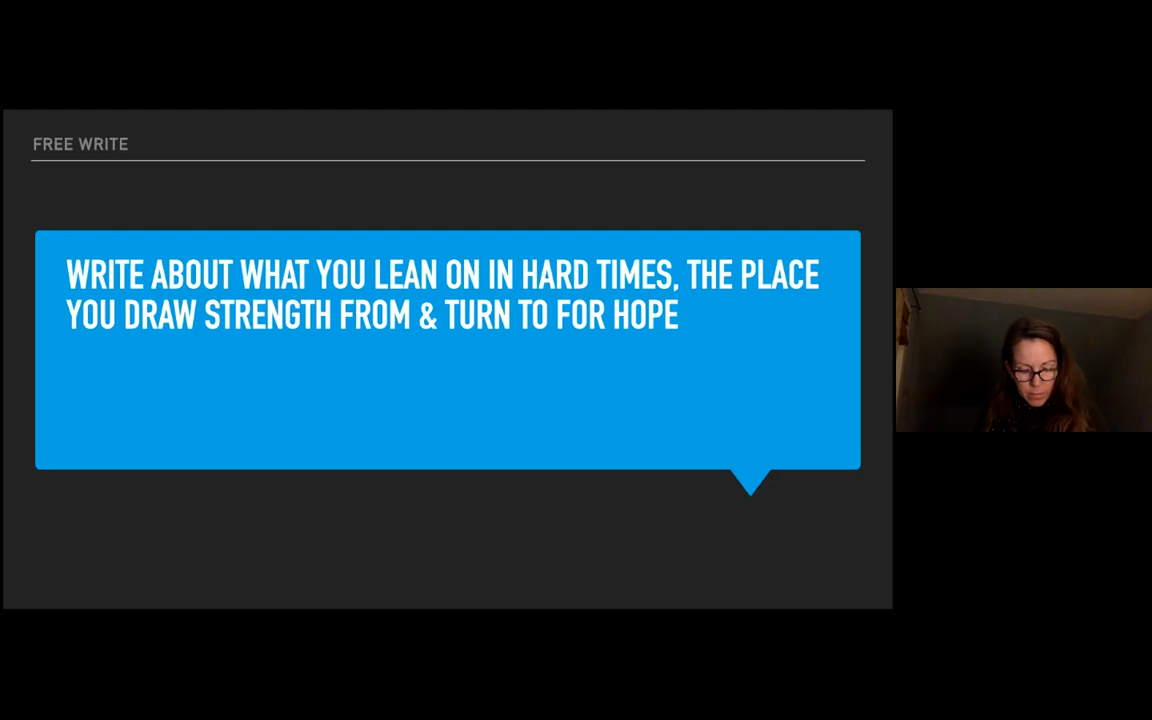 FREE WRITE
WRITE ABOUT WHAT YOU LEAN ON IN HARD TIMES, THE PLACE
YOU DRAW STRENGTH FROM & TURN TO FOR HOPE